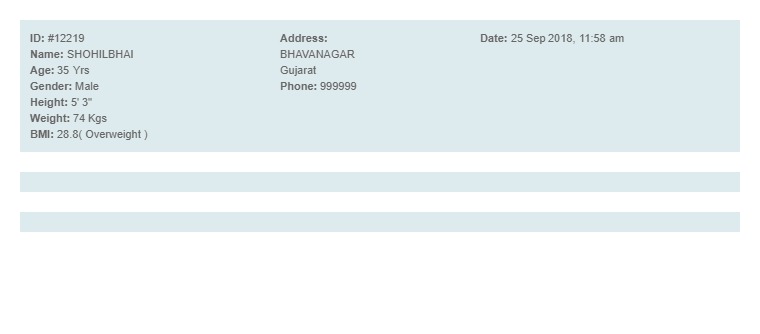 ID: #12219
Name: SHOHILBHAI
Age: 35 Yrs
Gender: Male
Height: 5' 3"
Weight: 74 Kgs
BMI: 28.8( Overweight )
Address:
BHAVANAGAR
Gujarat
Phone: 999999
Date: 25 Sep 2018, 11:58 am